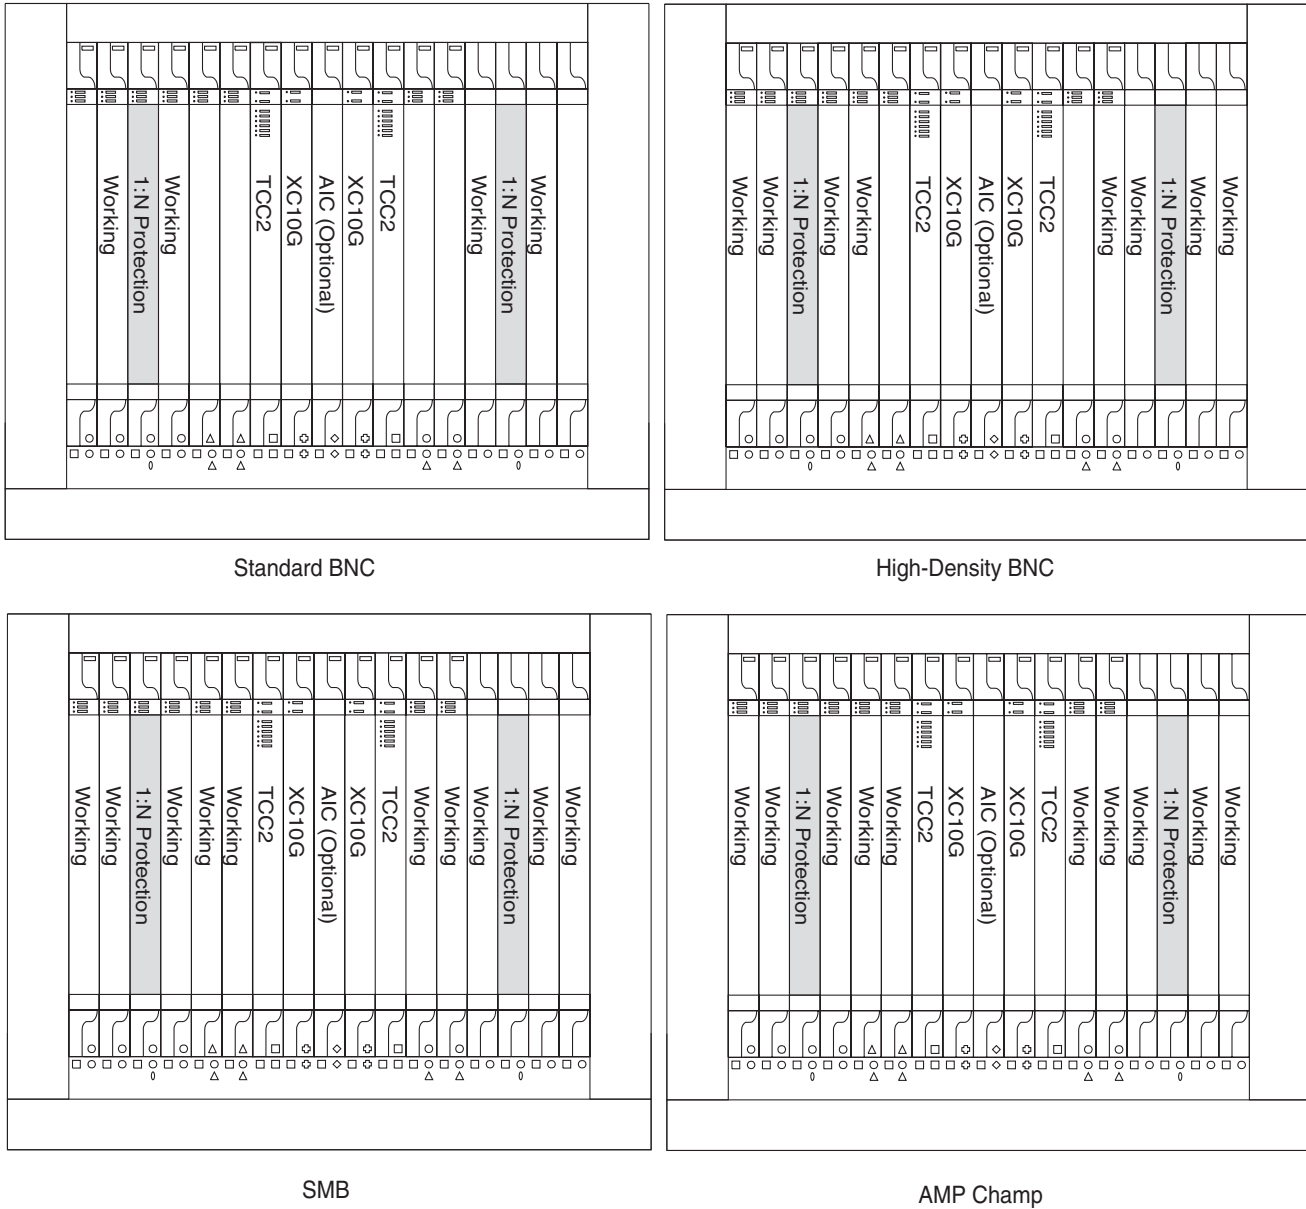 Working
1:N Protection
Working
TCC2
XC10G
AIC (Optional)
XC10G
TCC2
Working
1:N Protection
Working
Standard BNC
Working
Working
1:N Protection
Working
Working
TCC2
XC10G
AIC (Optional)
XC10G
TCC2
Working
Working
1:N Protection
Working
Working
High-Density BNC
Working
Working
1:N Protection
Working
Working
Working
TCC2
XC10G
AIC (Optional)
XC10G
TCC2
Working
Working
Working
1:N Protection
Working
Working
SMB
Working
Working
1:N Protection
Working
Working
Working
TCC2
XC10G
AIC (Optional)
XC10G
TCC2
Working
Working
Working
1:N Protection
Working
Working
AMP Champ